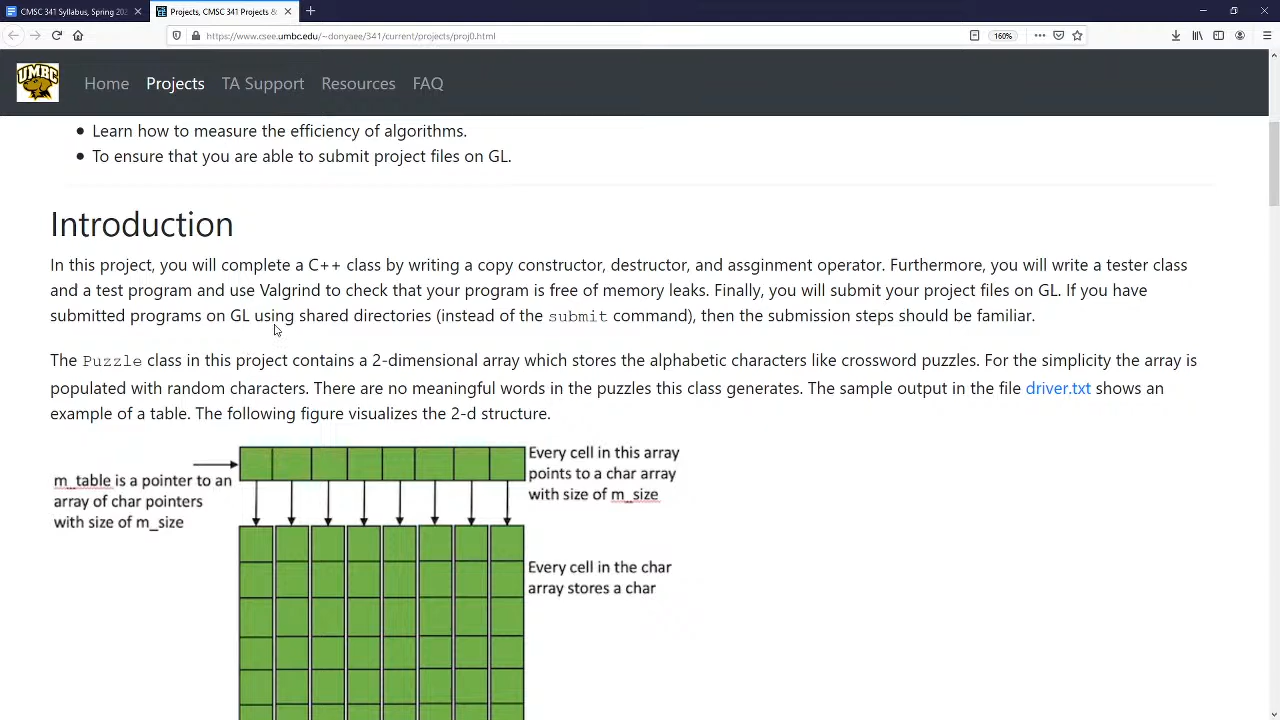 CMSC 341 Syllabus, Spring 202
Projects, CMSC 341 Projects &
https://www.csee.umbc.edu/~donyaee/341/current/projects/proj0.html
160%
UMBC
Home
Projects
TA Support
Resources
FAQ
Learn how to measure the efficiency of algorithms.
To ensure that you are able to submit project files on GL.
Introduction
In this project, you will complete a C++ class by writing a copy constructor, destructor, and assginment operator. Furthermore, you will write a tester class
and a test program and use Valgrind to check that your program is free of memory leaks. Finally, you will submit your project files on GL. If you have
submitted programs on GL using shared directories (instead of the submit command), then the submission steps should be familiar.
The Puzzle class in this project contains a 2-dimensional array which stores the alphabetic characters like crossword puzzles. For the simplicity the array is
populated with random characters. There are no meaningful words in the puzzles this class generates. The sample output in the file driver.txt shows an
example of a table. The following figure visualizes the 2-d structure.
m_table is a pointer to an
array of char pointers
with size of m_size
Every cell in this array
points to a char array
with size of m_size
Every cell in the char
array stores a char